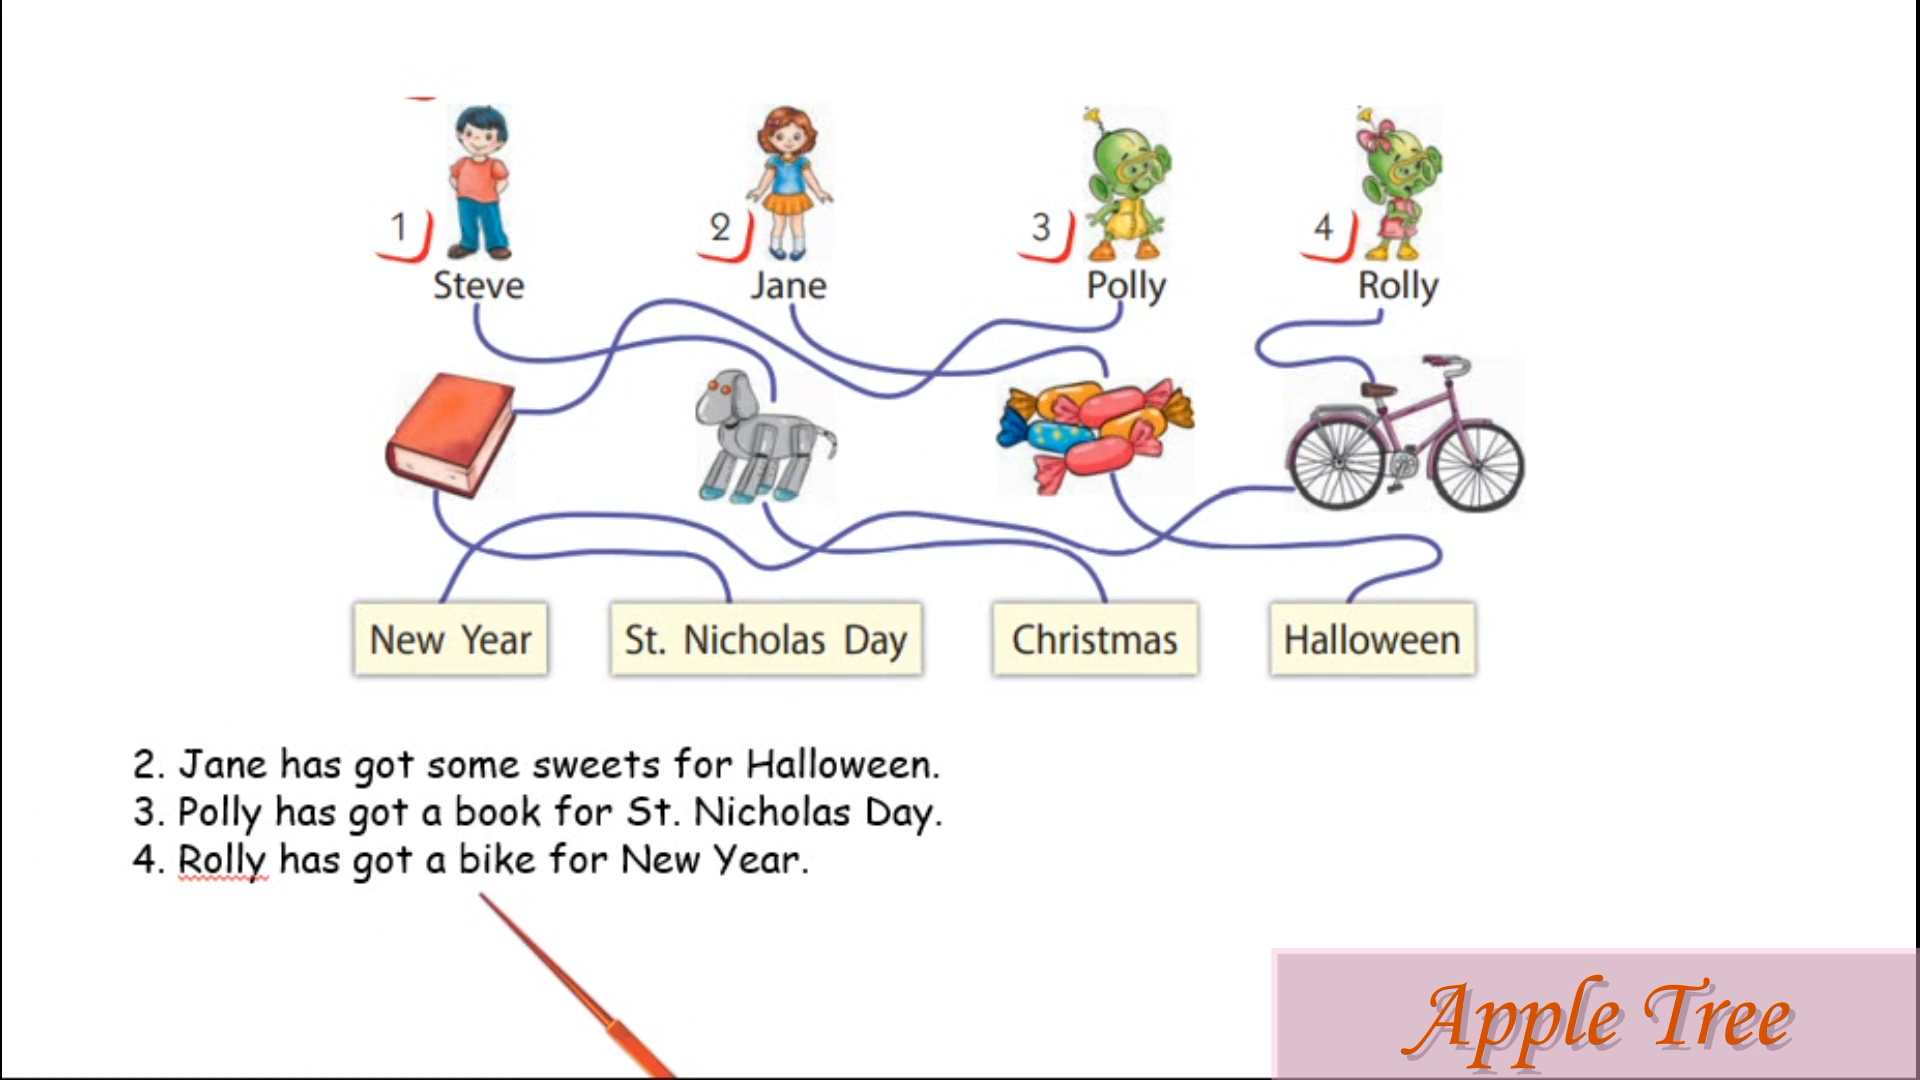 1 2 3 4
Steve Jane Polly Rolly
New Year St. Nicholas Day Christmas Halloween
2. Jane has got some sweets for Halloween.
3. Polly has got a book for St. Nicholas Day.
4. Rolly has got a bike for New Year.
Apple Tree